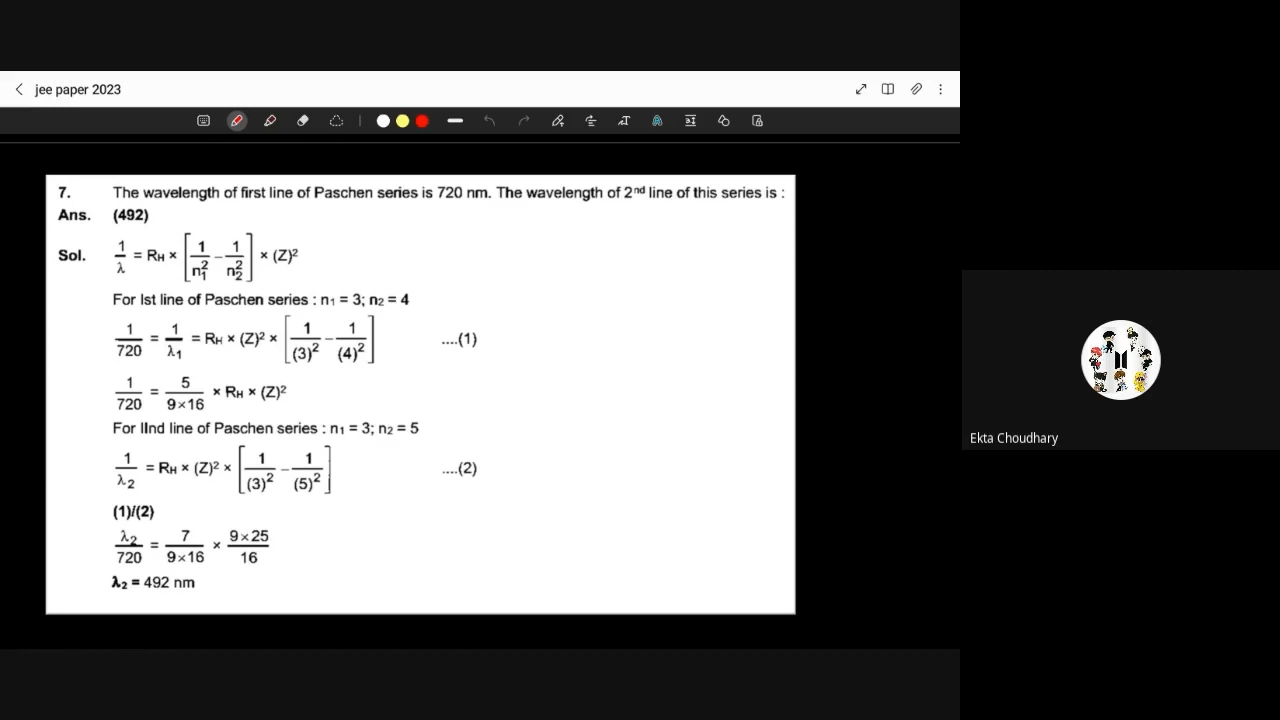 jee paper 2023
7. The wavelength of first line of Paschen series is 720 nm. The wavelength of 2nd line of this series is :
Ans. (492)
Sol. 1/λ = RH × [1/n₁² − 1/n₂²] × (Z)²
For Ist line of Paschen series : n₁ = 3; n₂ = 4
1/720 = 1/λ₁ = RH × (Z)² × [1/(3)² − 1/(4)²] ....(1)
1/720 = 5/9×16 × RH × (Z)²
For IInd line of Paschen series : n₁ = 3; n₂ = 5
1/λ₂ = RH × (Z)² × [1/(3)² − 1/(5)²] ....(2)
(1)/(2)
λ₂/720 = 7/9×16 × 9×25/16
λ₂ = 492 nm
Ekta Choudhary